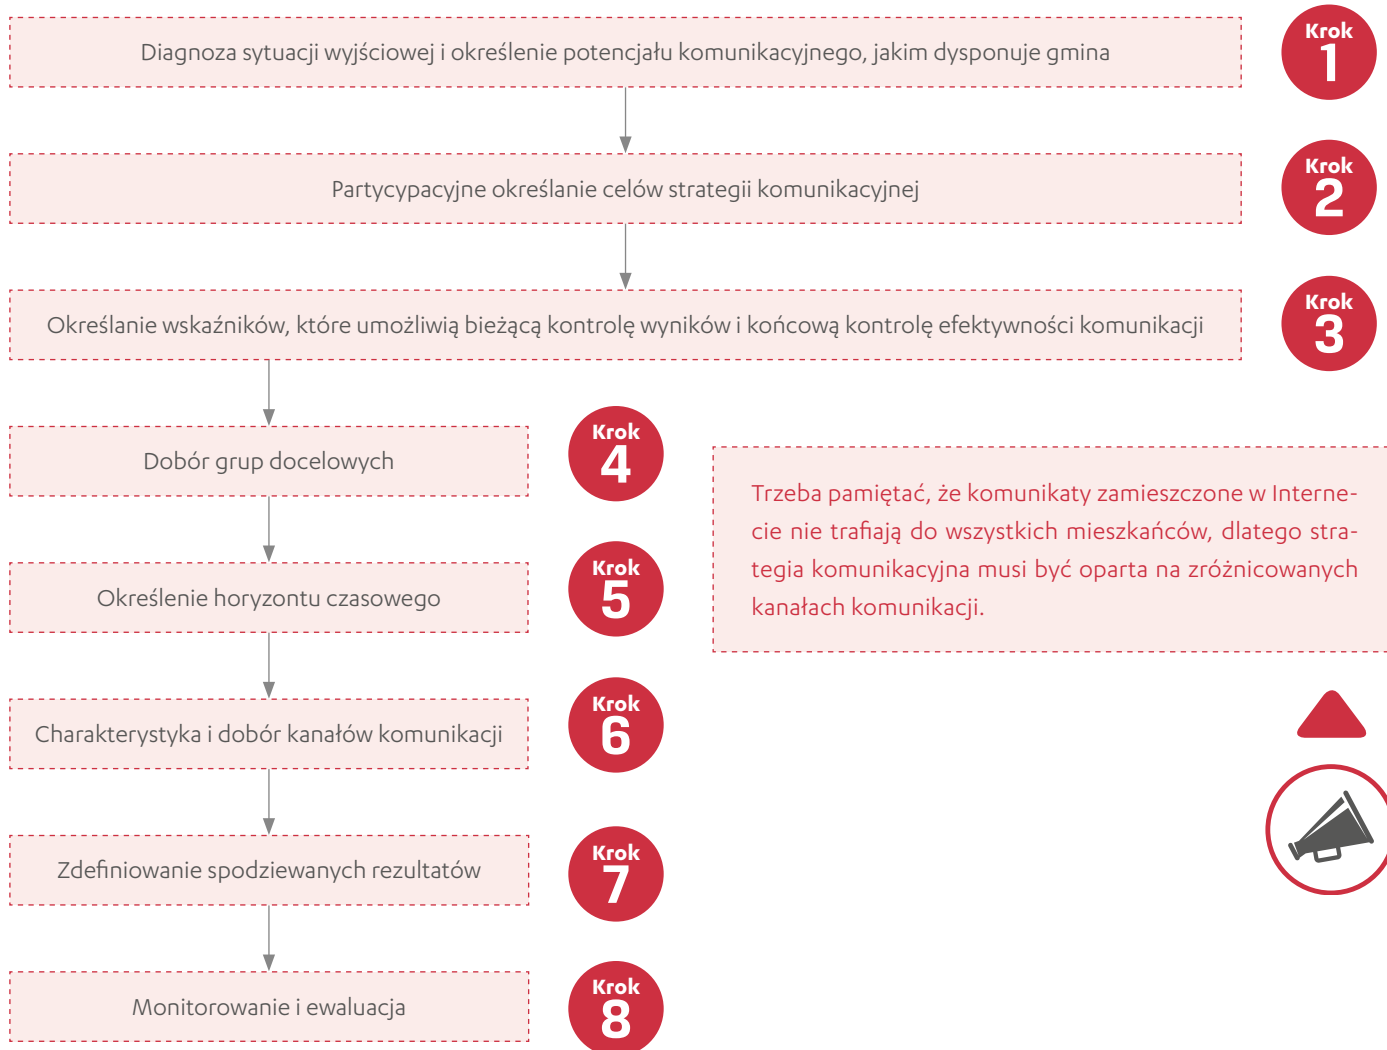 Diagnoza sytuacji wyjściowej i określenie potencjału komunikacyjnego, jakim dysponuje gmina
Krok
1
Partycypacyjne określanie celów strategii komunikacyjnej
Krok
2
Określanie wskaźników, które umożliwią bieżącą kontrolę wyników i końcową kontrolę efektywności komunikacji
Krok
3
Dobór grup docelowych
Krok
4
Trzeba pamiętać, że komunikaty zamieszczone w Interne-
cie nie trafiają do wszystkich mieszkańców, dlatego stra-
tegia komunikacyjna musi być oparta na zróżnicowanych
kanałach komunikacji.
Określenie horyzontu czasowego
Krok
5
Charakterystyka i dobór kanałów komunikacji
Krok
6
Zdefiniowanie spodziewanych rezultatów
Krok
7
Monitorowanie i ewaluacja
Krok
8